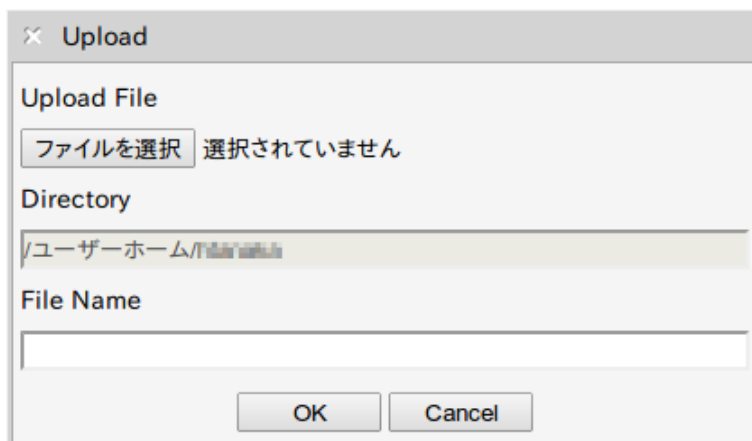 Upload
Upload File
ファイルを選択 選択されていません
Directory
/ユーザーホーム/
File Name
OK Cancel